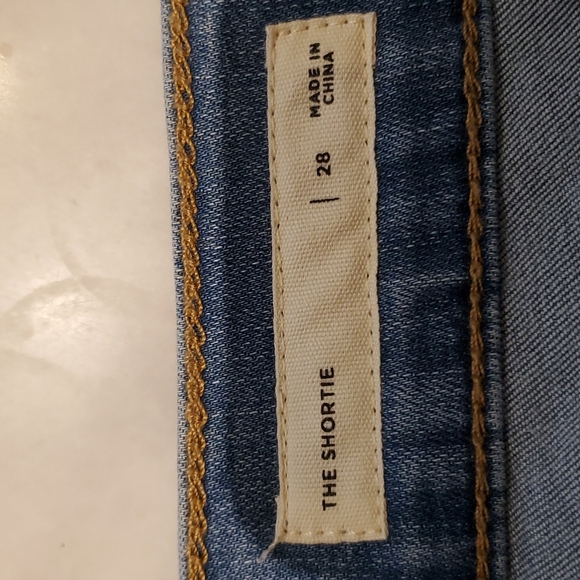 THE SHORTIE | 28 MADE IN
CHINA